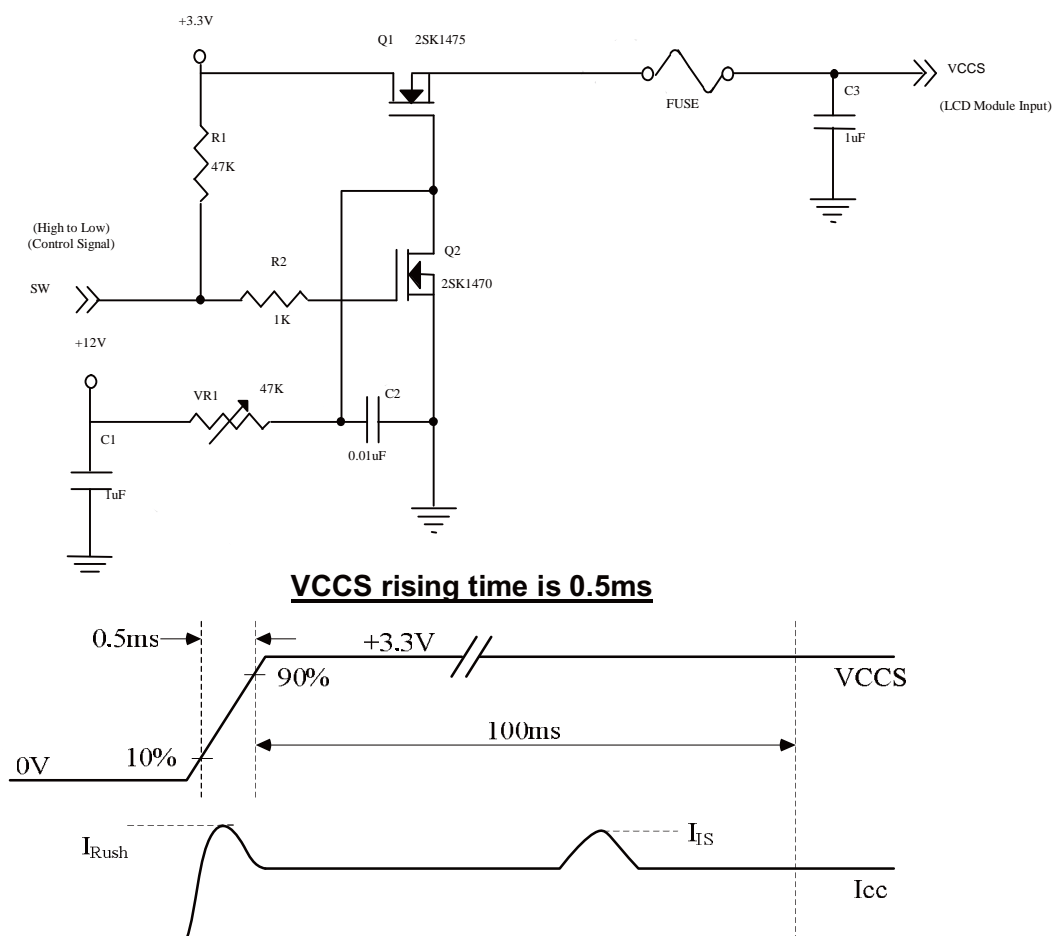 +3.3V
Q1 2SK1475
FUSE
C3
1uF
VCCS
(LCD Module Input)
R1
47K
(High to Low)
(Control Signal)
SW
R2
1K
Q2
2SK1470
+12V
VR1
47K
C2
0.01uF
C1
1uF
VCCS rising time is 0.5ms
0.5ms
+3.3V
90%
VCCS
100ms
10%
0V
IRush
IIS
Icc